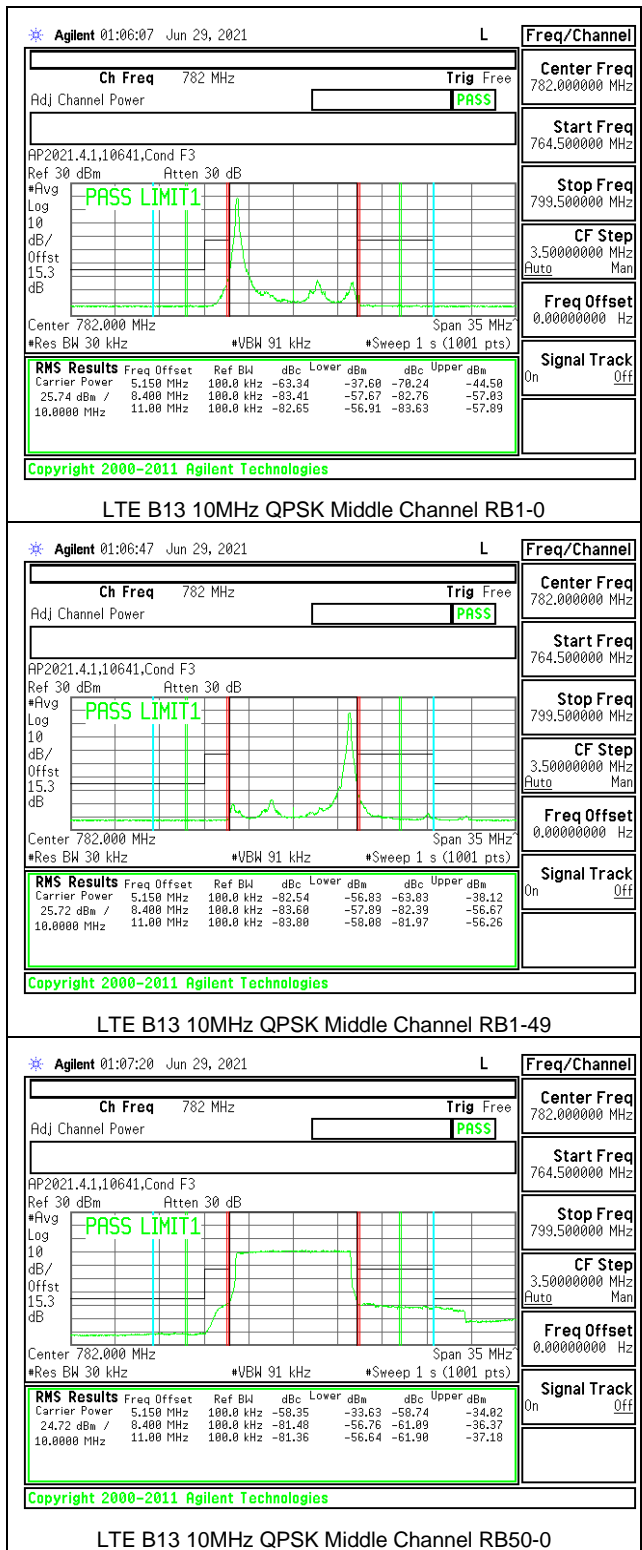 Agilent 01:06:07 Jun 29, 2021 L Freq/Channel
Ch Freq 782 MHz Trig Free
Adj Channel Power PASS
Center Freq
782.000000 MHz
Start Freq
764.500000 MHz
Stop Freq
799.500000 MHz
CF Step
3.50000000 MHz
Auto Man
Freq Offset
0.00000000 Hz
Signal Track
On Off
AP2021.4.1,10641,Cond F3
Ref 30 dBm Atten 30 dB
#Avg
Log
10
dB/
Offst
15.3
dB
PASS LIMIT1
Center 782.000 MHz Span 35 MHz^
#Res BW 30 kHz #VBW 91 kHz #Sweep 1 s (1001 pts)
RMS Results Freq Offset Ref BW dBc Lower dBm dBc Upper dBm
Carrier Power 5.150 MHz 100.0 kHz -63.34 -37.60 -70.24 -44.50
25.74 dBm / 8.400 MHz 100.0 kHz -83.41 -57.67 -82.76 -57.03
10.0000 MHz 11.00 MHz 100.0 kHz -82.65 -56.91 -83.63 -57.89
Copyright 2000-2011 Agilent Technologies
LTE B13 10MHz QPSK Middle Channel RB1-0
Agilent 01:06:47 Jun 29, 2021 L Freq/Channel
Ch Freq 782 MHz Trig Free
Adj Channel Power PASS
Center Freq
782.000000 MHz
Start Freq
764.500000 MHz
Stop Freq
799.500000 MHz
CF Step
3.50000000 MHz
Auto Man
Freq Offset
0.00000000 Hz
Signal Track
On Off
AP2021.4.1,10641,Cond F3
Ref 30 dBm Atten 30 dB
#Avg
Log
10
dB/
Offst
15.3
dB
PASS LIMIT1
Center 782.000 MHz Span 35 MHz^
#Res BW 30 kHz #VBW 91 kHz #Sweep 1 s (1001 pts)
RMS Results Freq Offset Ref BW dBc Lower dBm dBc Upper dBm
Carrier Power 5.150 MHz 100.0 kHz -82.54 -56.83 -63.83 -38.12
25.72 dBm / 8.400 MHz 100.0 kHz -83.60 -57.89 -82.39 -56.67
10.0000 MHz 11.00 MHz 100.0 kHz -83.80 -58.08 -81.97 -56.26
Copyright 2000-2011 Agilent Technologies
LTE B13 10MHz QPSK Middle Channel RB1-49
Agilent 01:07:20 Jun 29, 2021 L Freq/Channel
Ch Freq 782 MHz Trig Free
Adj Channel Power PASS
Center Freq
782.000000 MHz
Start Freq
764.500000 MHz
Stop Freq
799.500000 MHz
CF Step
3.50000000 MHz
Auto Man
Freq Offset
0.00000000 Hz
Signal Track
On Off
AP2021.4.1,10641,Cond F3
Ref 30 dBm Atten 30 dB
#Avg
Log
10
dB/
Offst
15.3
dB
PASS LIMIT1
Center 782.000 MHz Span 35 MHz^
#Res BW 30 kHz #VBW 91 kHz #Sweep 1 s (1001 pts)
RMS Results Freq Offset Ref BW dBc Lower dBm dBc Upper dBm
Carrier Power 5.150 MHz 100.0 kHz -58.35 -33.63 -58.74 -34.02
24.72 dBm / 8.400 MHz 100.0 kHz -81.48 -56.76 -61.09 -36.37
10.0000 MHz 11.00 MHz 100.0 kHz -81.36 -56.64 -61.90 -37.18
Copyright 2000-2011 Agilent Technologies
LTE B13 10MHz QPSK Middle Channel RB50-0